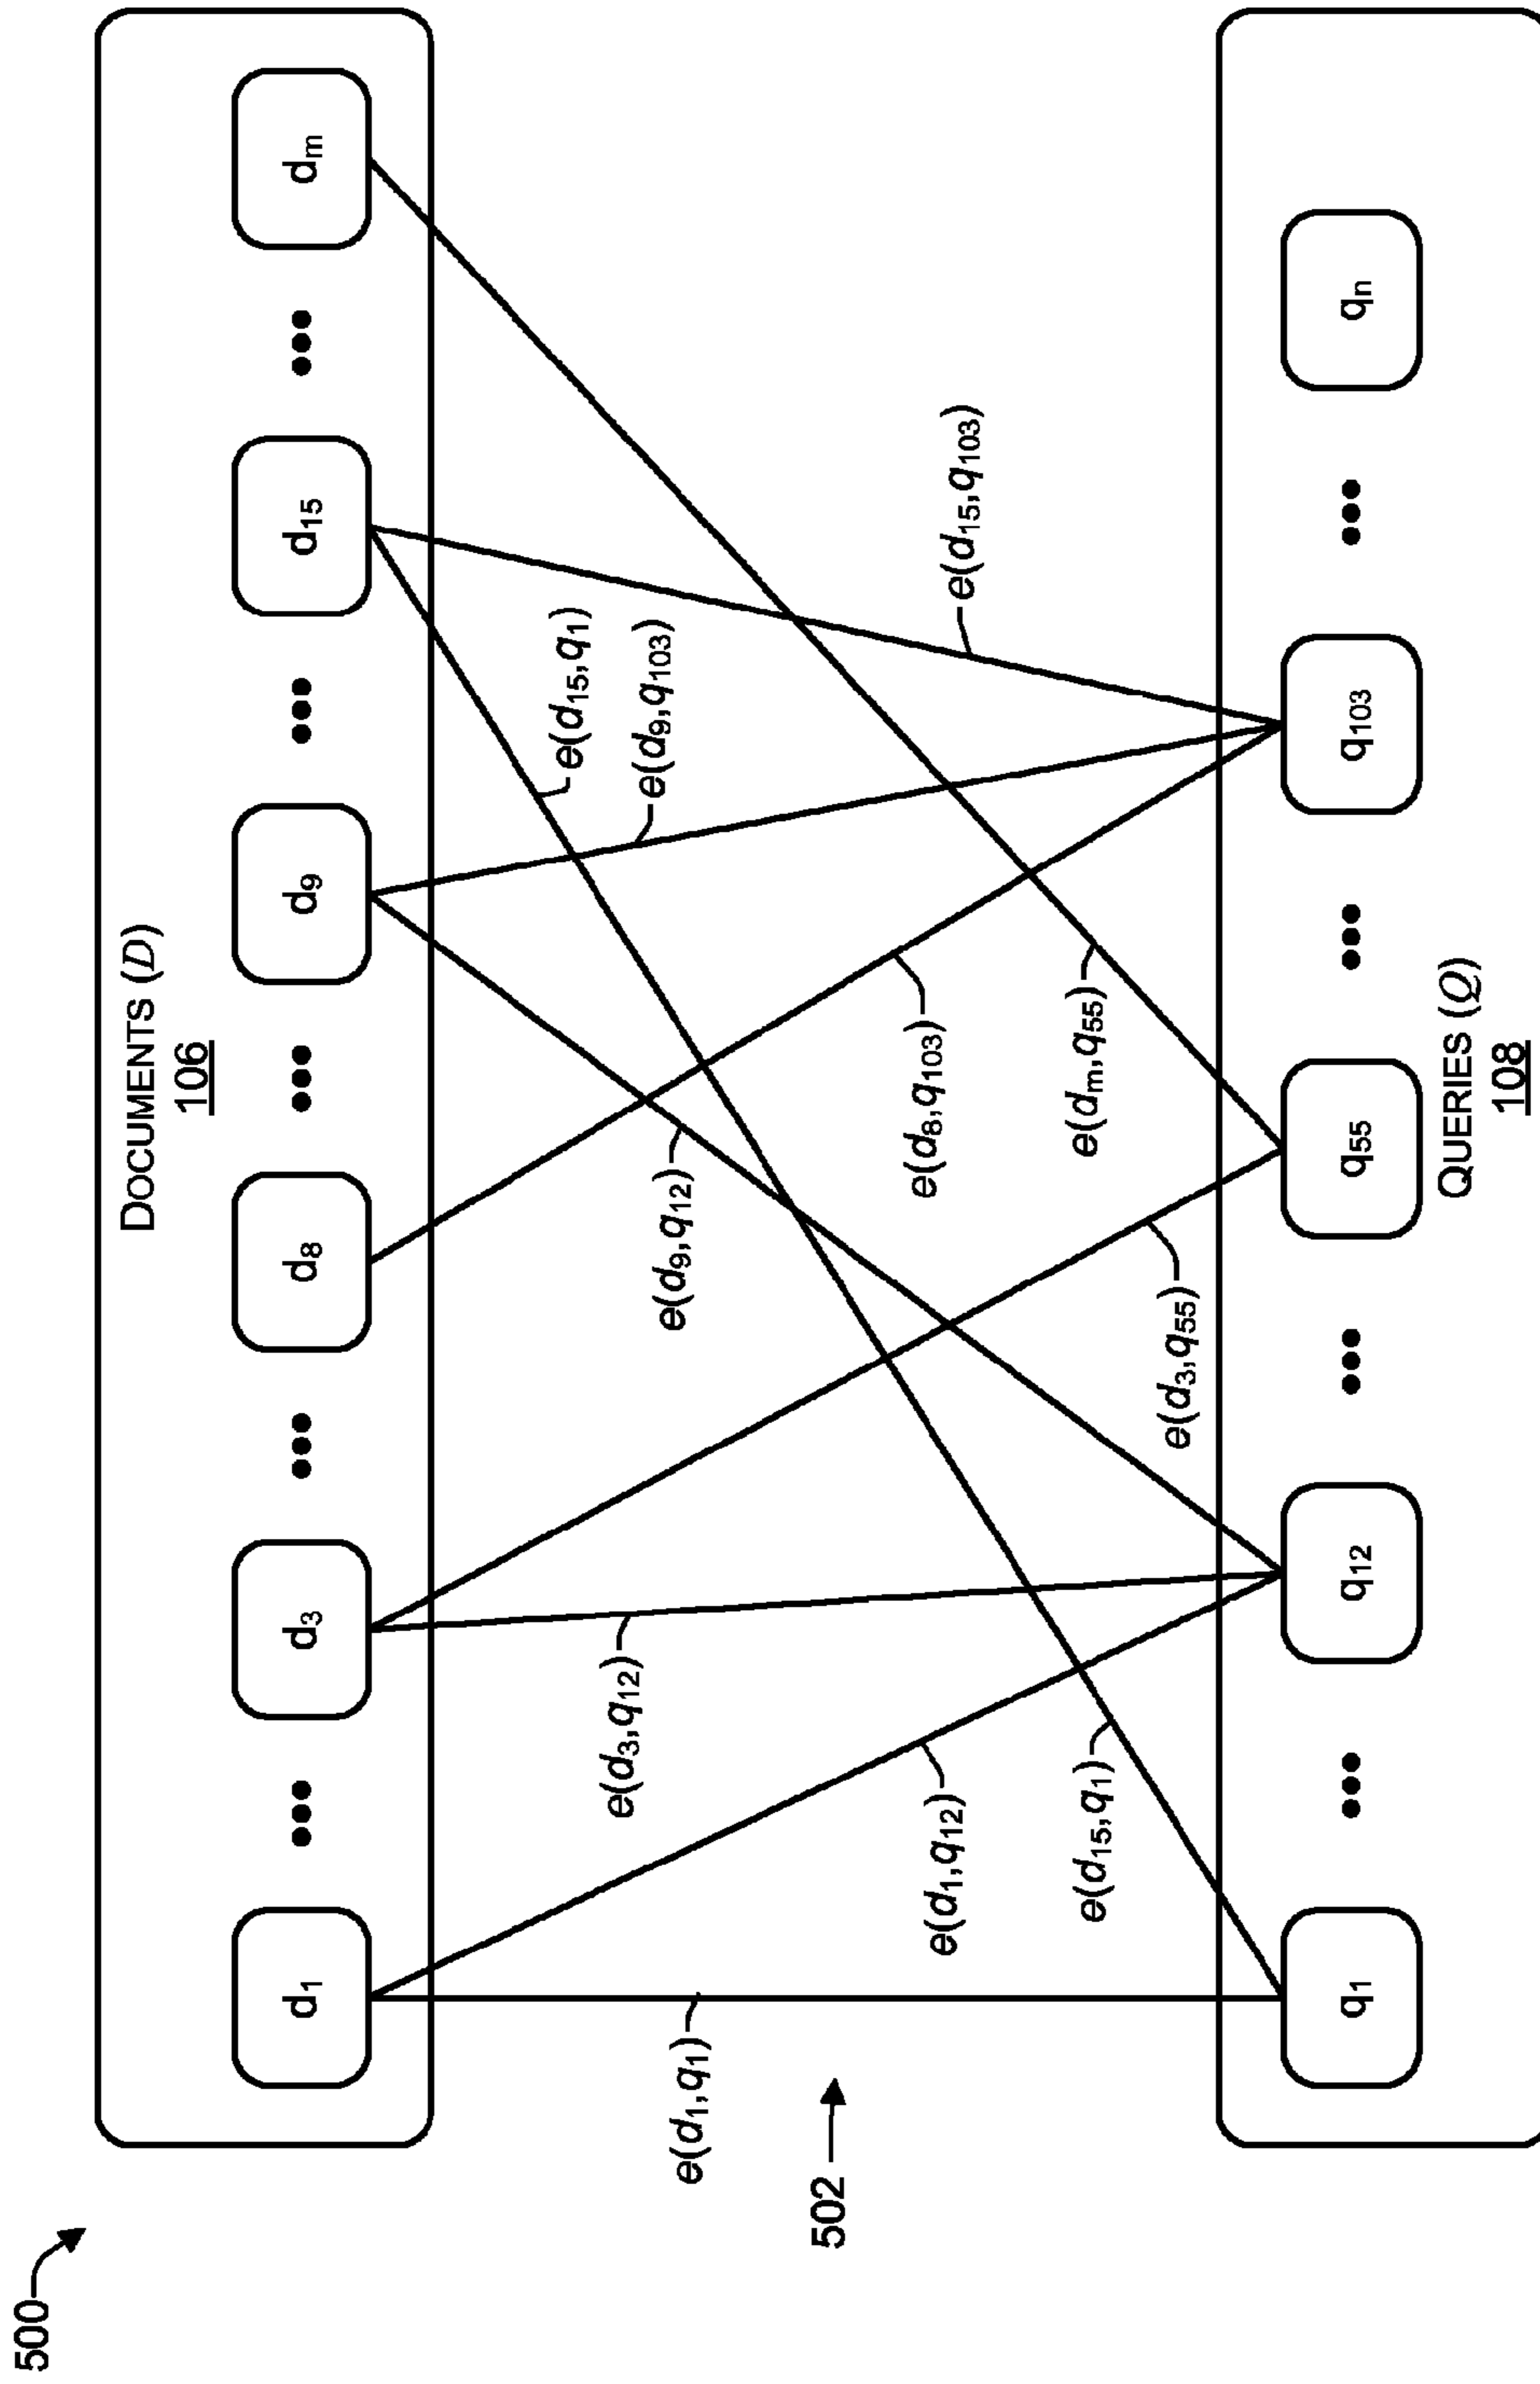 500
DOCUMENTS (D)
106
d1
d3
d8
d9
d15
dm
e(d15,q1)
e(d3,q12)
e(d9,q12)
e(d9,q103)
e(d1,q1)
502
e(d1,q12)
e(d8,q103)
e(d15,q103)
e(d15,q1)
e(dm,q55)
e(d3,q55)
q1
q12
q55
q103
qn
QUERIES (Q)
108